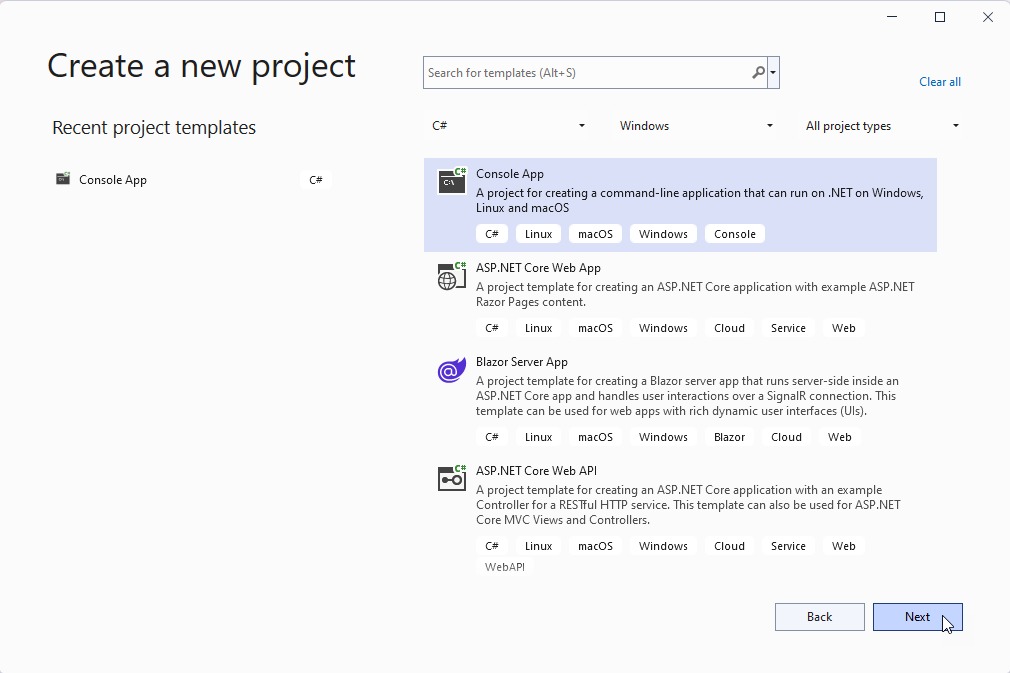 Create a new project
Search for templates (Alt+S)
Clear all
Recent project templates
C#
Windows
All project types
Console App
C#
C#
C:\
Console App
A project for creating a command-line application that can run on .NET on Windows,
Linux and macOS
C# Linux macOS Windows Console
C#
ASP.NET Core Web App
A project template for creating an ASP.NET Core application with example ASP.NET
Razor Pages content.
C# Linux macOS Windows Cloud Service Web
@
Blazor Server App
A project template for creating a Blazor server app that runs server-side inside an
ASP.NET Core app and handles user interactions over a SignalR connection. This
template can be used for web apps with rich dynamic user interfaces (UIs).
C# Linux macOS Windows Blazor Cloud Web
C#
ASP.NET Core Web API
A project template for creating an ASP.NET Core application with an example
Controller for a RESTful HTTP service. This template can also be used for ASP.NET
Core MVC Views and Controllers.
C# Linux macOS Windows Cloud Service Web
WebAPI
Back
Next